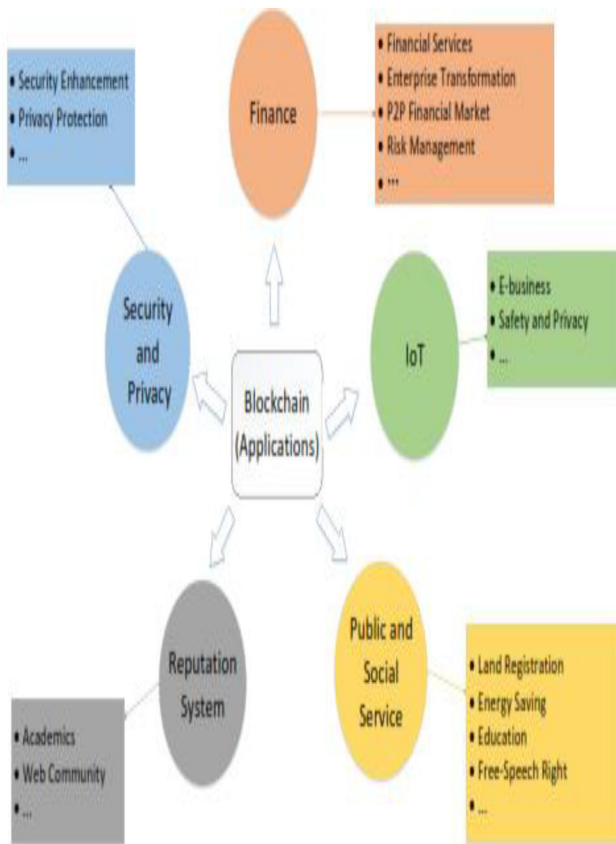 • Security Enhancement
• Privacy Protection
• ...
Finance
• Financial Services
• Enterprise Transformation
• P2P Financial Market
• Risk Management
• ...
Security
and
Privacy
IoT
• E-business
• Safety and Privacy
• ...
Blockchain
(Applications)
Reputation
System
• Academics
• Web Community
• ...
Public and
Social
Service
• Land Registration
• Energy Saving
• Education
• Free-Speech Right
• ...